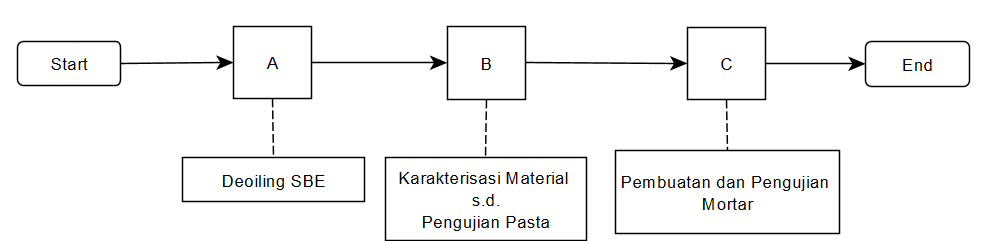 Start
A
B
C
End
Deoiling SBE
Karakterisasi Material
s.d.
Pengujian Pasta
Pembuatan dan Pengujian
Mortar